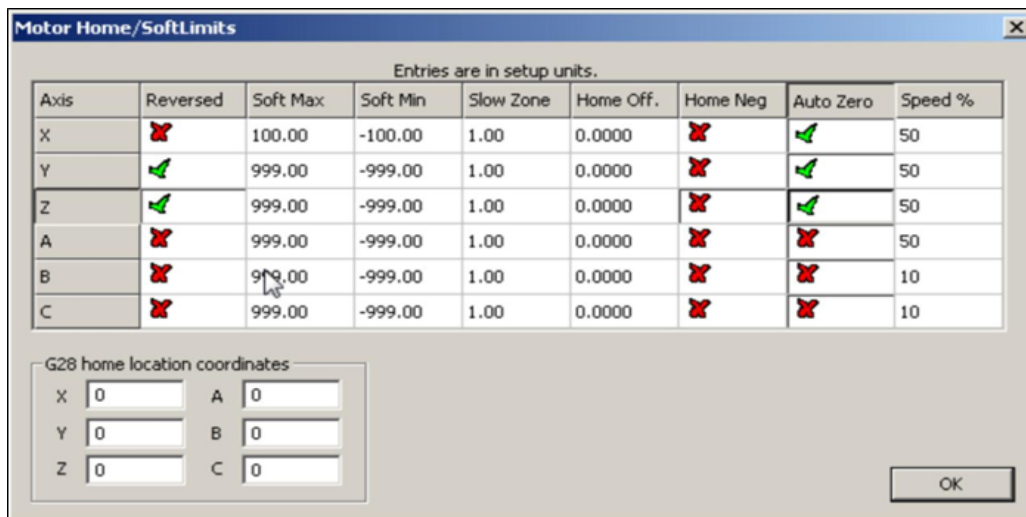 Motor Home/SoftLimits
Entries are in setup units.
Axis Reversed Soft Max Soft Min Slow Zone Home Off. Home Neg Auto Zero Speed %
X 100.00 -100.00 1.00 0.0000 50
Y 999.00 -999.00 1.00 0.0000 50
Z 999.00 -999.00 1.00 0.0000 50
A 999.00 -999.00 1.00 0.0000 50
B 999.00 -999.00 1.00 0.0000 10
C 999.00 -999.00 1.00 0.0000 10
G28 home location coordinates
X 0 A 0
Y 0 B 0
Z 0 C 0
OK